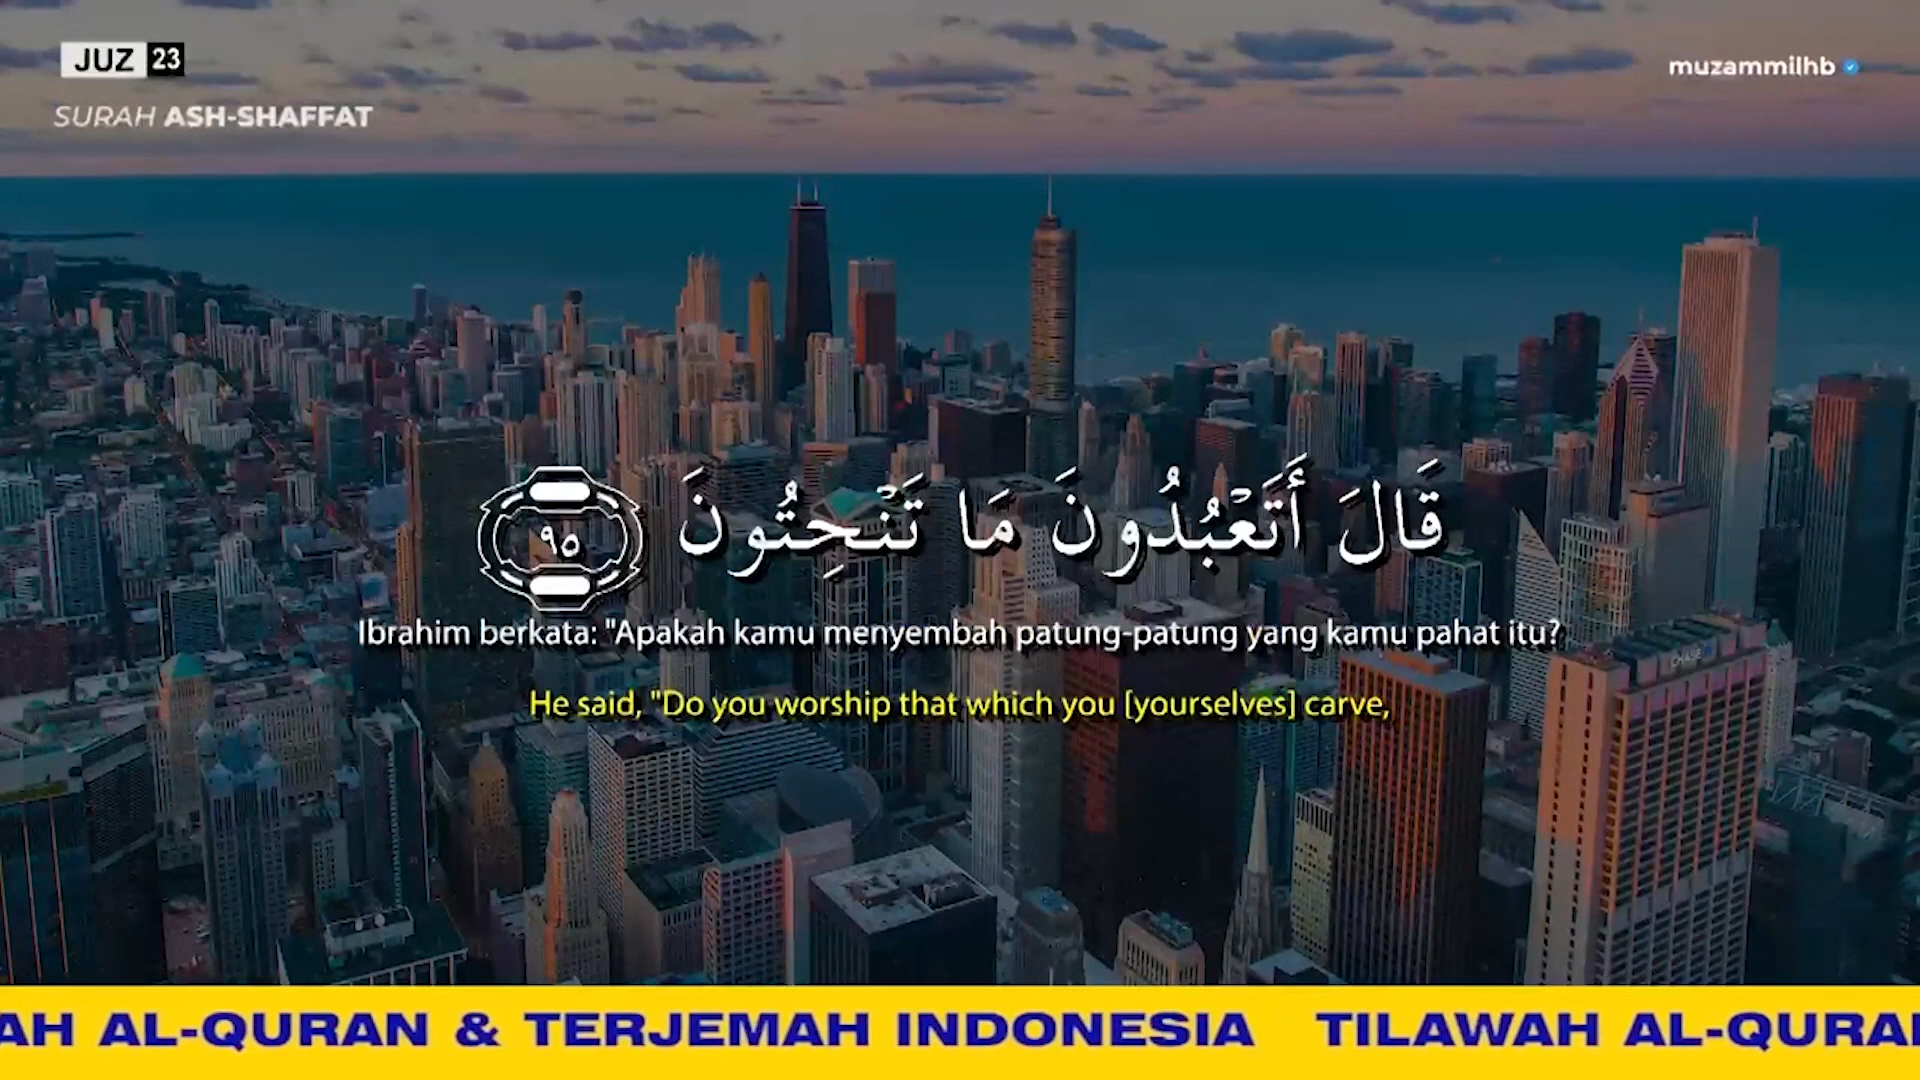 JUZ 23
muzammilhb
SURAH ASH-SHAFFAT
قَالَ أَتَعْبُدُونَ مَا تَنْحِتُونَ ٩٥
Ibrahim berkata: "Apakah kamu menyembah patung-patung yang kamu pahat itu?
He said, "Do you worship that which you [yourselves] carve,
CHASE
AH AL-QURAN & TERJEMAH INDONESIA TILAWAH AL-QURA